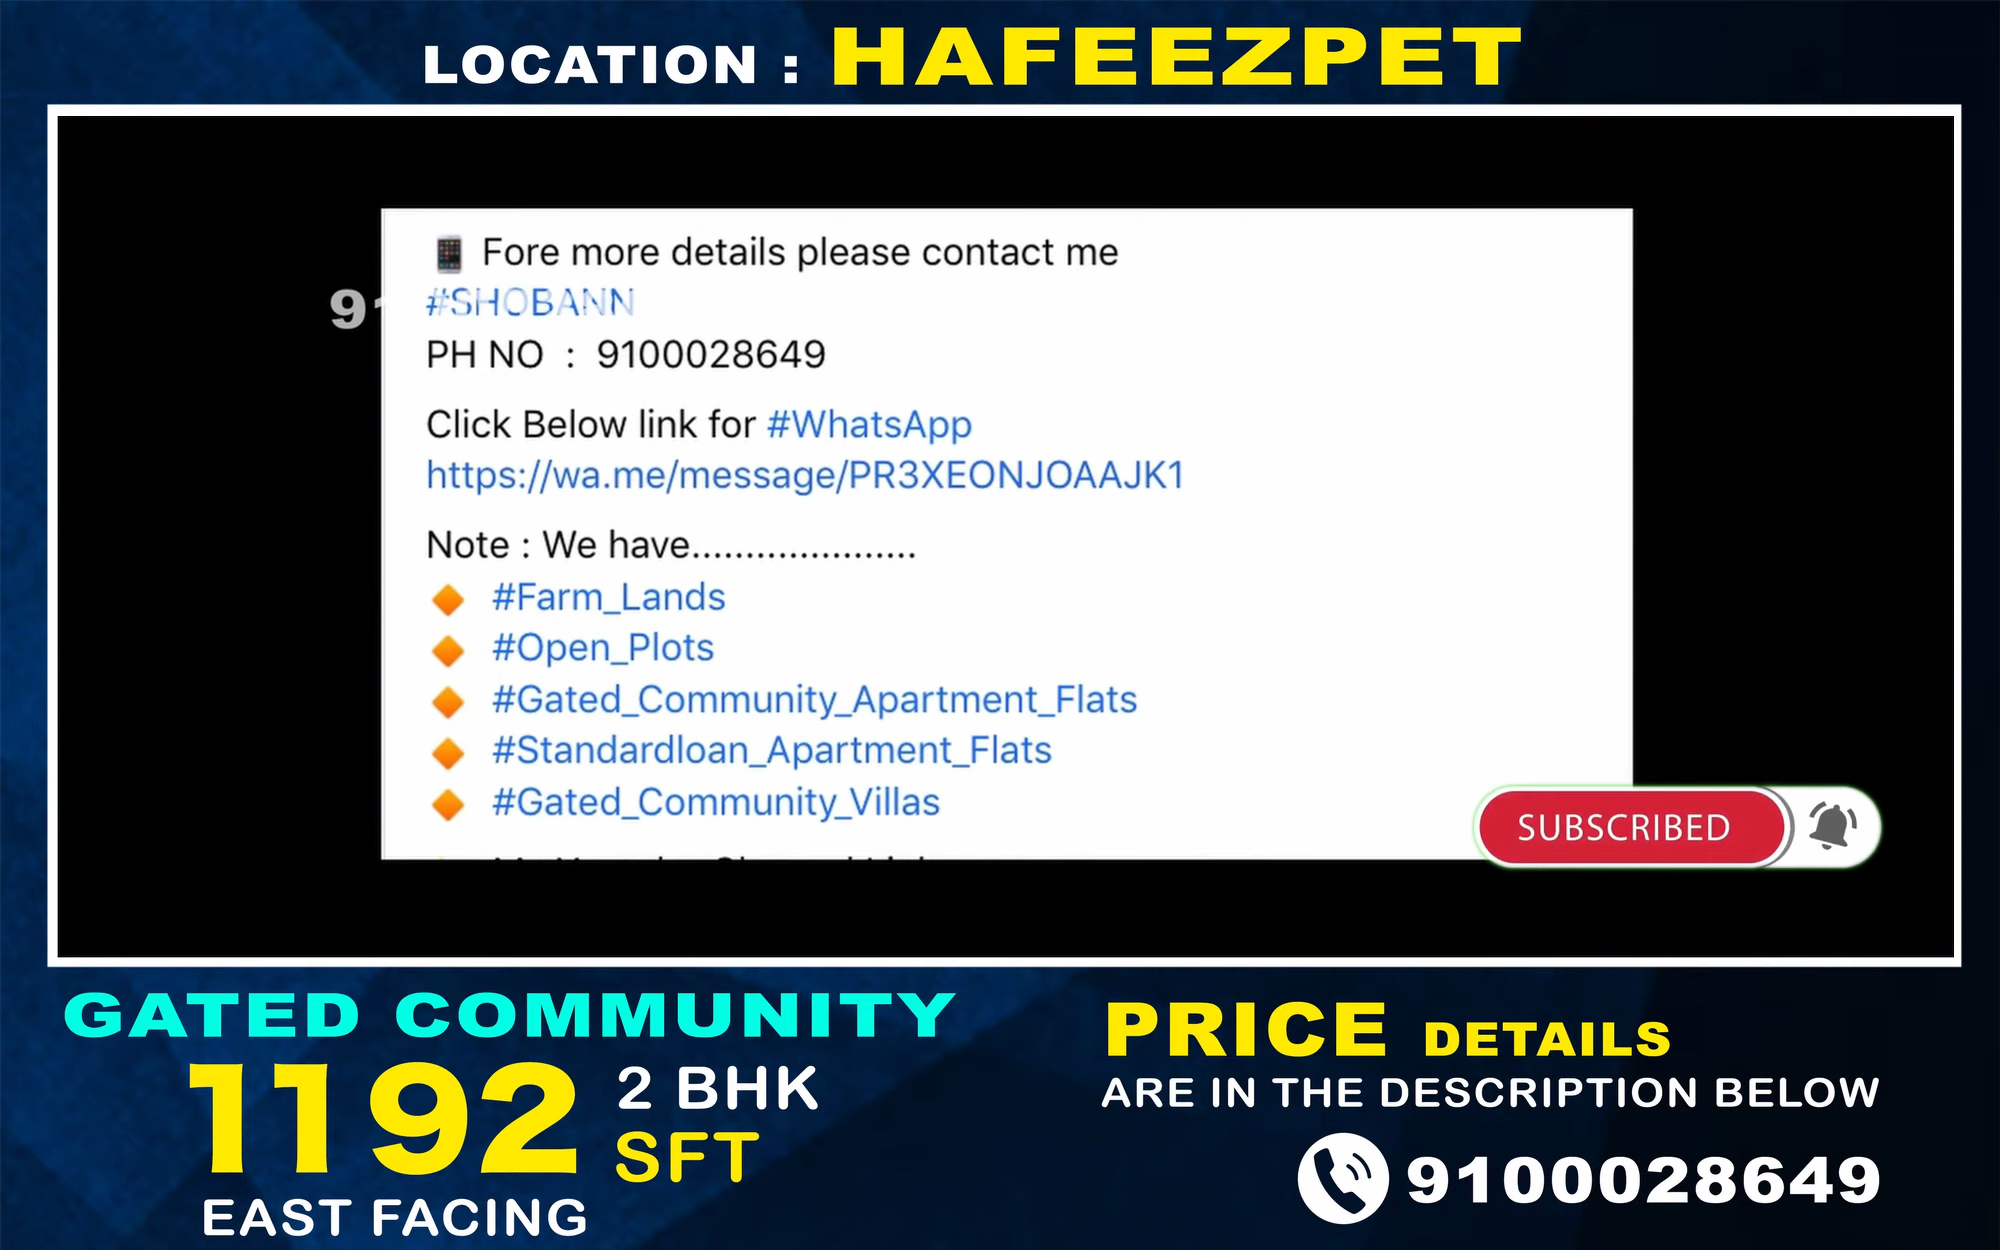 LOCATION : HAFEEZPET
📱 Fore more details please contact me
#SHOBANN
PH NO : 9100028649
Click Below link for #WhatsApp
https://wa.me/message/PR3XEONJOAAJK1
Note : We have.....................
🔶 #Farm_Lands
🔶 #Open_Plots
🔶 #Gated_Community_Apartment_Flats
🔶 #Standardloan_Apartment_Flats
🔶 #Gated_Community_Villas
SUBSCRIBED
GATED COMMUNITY
1192 2 BHK
SFT
EAST FACING
PRICE DETAILS
ARE IN THE DESCRIPTION BELOW
9100028649